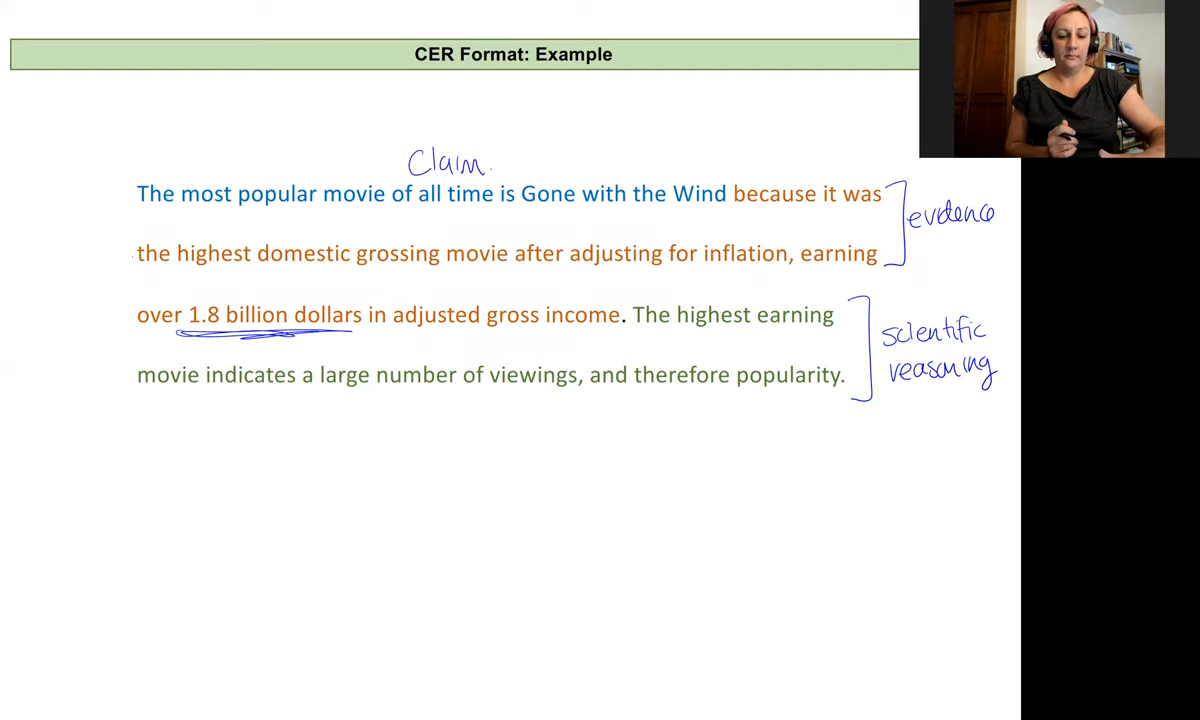 CER Format: Example
Claim.
The most popular movie of all time is Gone with the Wind because it was
evidence
the highest domestic grossing movie after adjusting for inflation, earning
over 1.8 billion dollars in adjusted gross income. The highest earning
scientific
reasoning
movie indicates a large number of viewings, and therefore popularity.